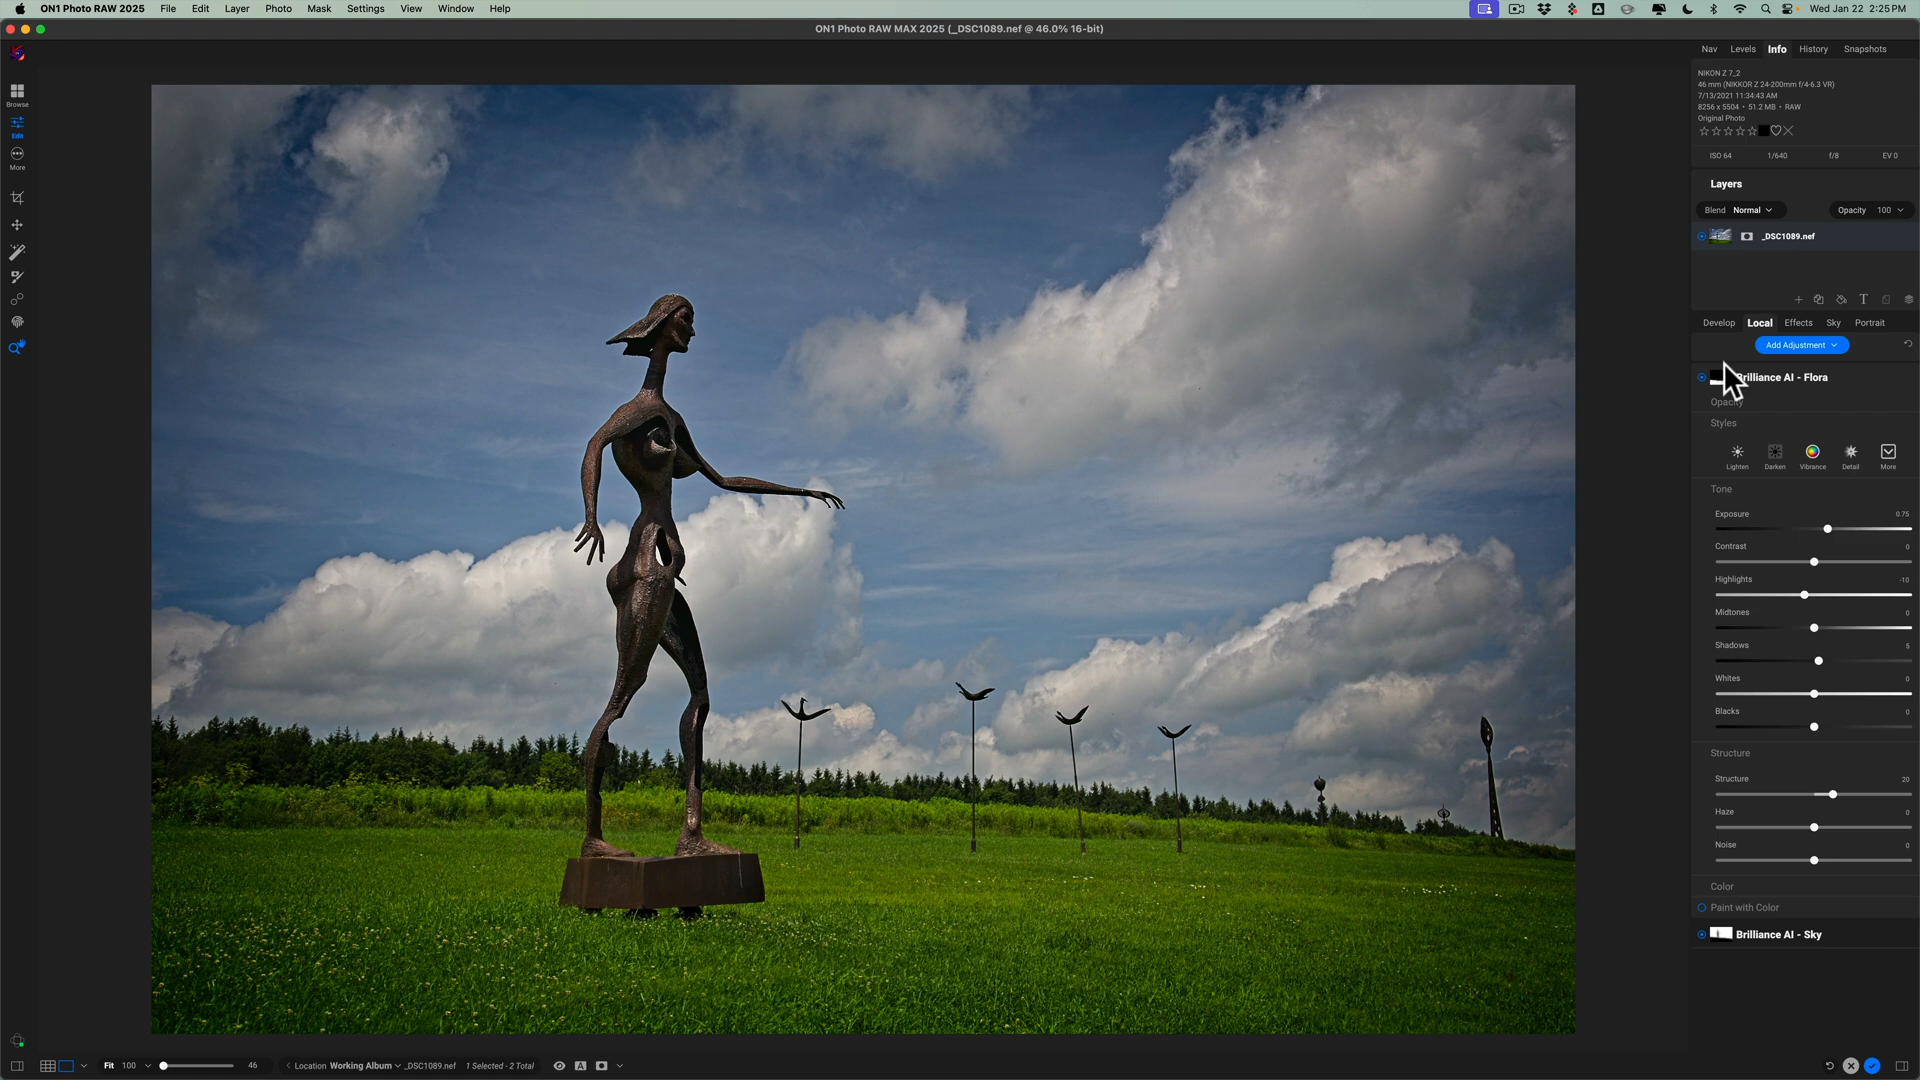 ON1 Photo RAW 2025 File Edit Layer Photo Mask Settings View Window Help Wed Jan 22 2:25 PM
ON1 Photo RAW MAX 2025 (_DSC1089.nef @ 46.0% 16-bit)
Nav Levels Info History Snapshots
NIKON Z 7_2
46 mm (NIKKOR Z 24-200mm f/4-6.3 VR)
7/13/2021 11:34:43 AM
8256 x 5504 • 51.2 MB • RAW
Original Photo
ISO 64 1/640 f/8 EV 0
Browse
Edit
More
Layers
Blend Normal Opacity 100
_DSC1089.nef
T
Develop Local Effects Sky Portrait
Add Adjustment
Brilliance AI - Flora
Opacity
Styles
Lighten Darken Vibrance Detail More
Tone
Exposure 0.75
Contrast 0
Highlights -10
Midtones 0
Shadows 5
Whites 0
Blacks 0
Structure
Structure 20
Haze 0
Noise 0
Color
Paint with Color
Brilliance AI - Sky
Fit 100 46 Location Working Album _DSC1089.nef 1 Selected - 2 Total A